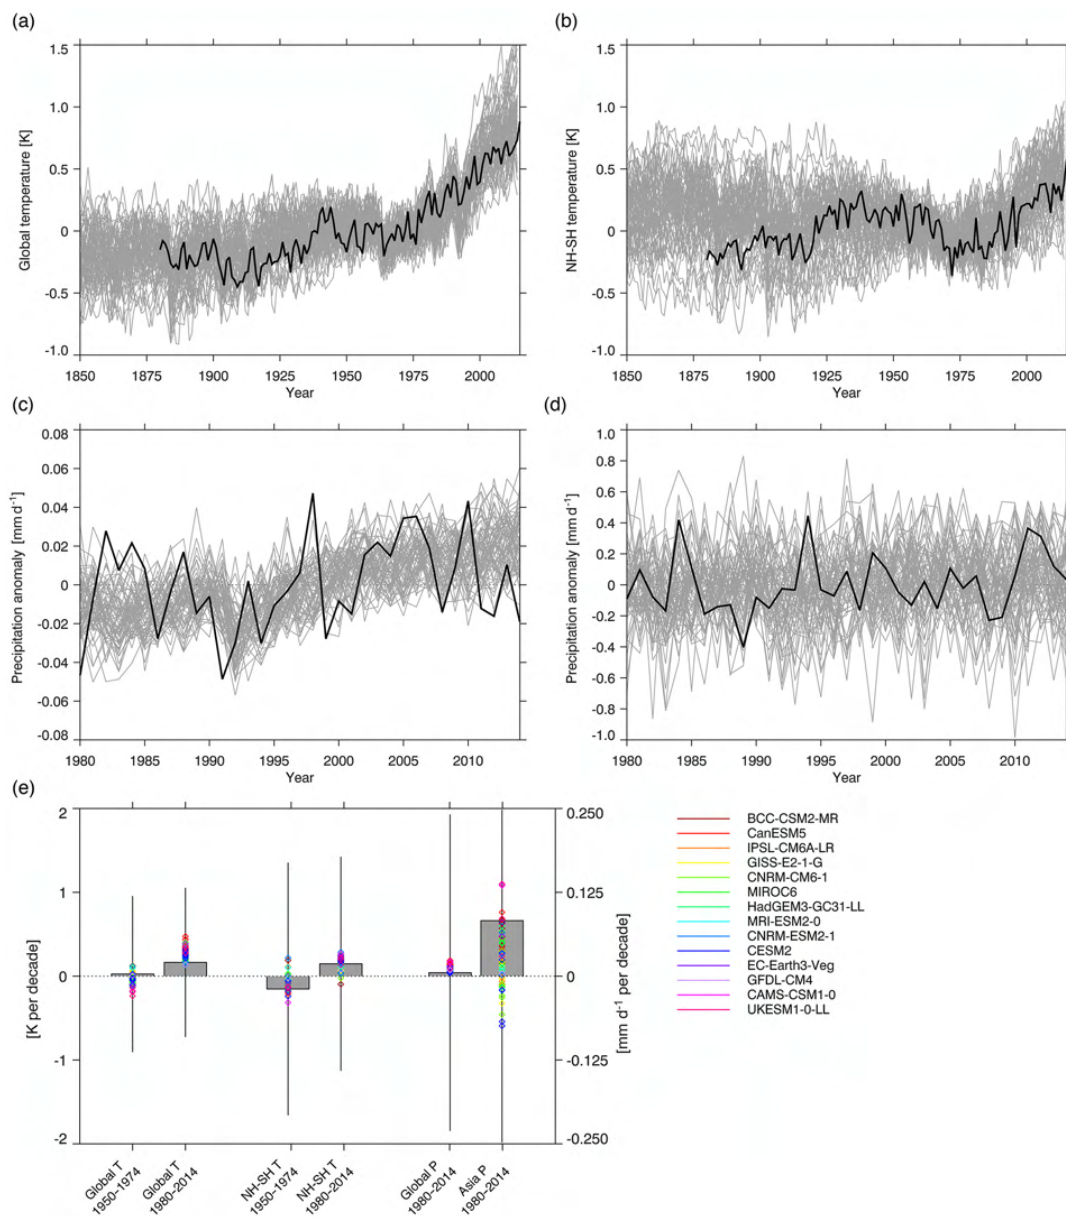 (a)
(b)
1.5
1.0
0.5
0
-0.5
-1.0
Global temperature [K]
1850 1875 1900 1925 1950 1975 2000
Year
1.5
1.0
0.5
0
-0.5
-1.0
NH-SH temperature [K]
1850 1875 1900 1925 1950 1975 2000
Year
(c)
(d)
0.08
0.06
0.04
0.02
0
-0.02
-0.04
-0.06
-0.08
Precipitation anomaly [mm d⁻¹]
1980 1985 1990 1995 2000 2005 2010
Year
1.0
0.8
0.6
0.4
0.2
0
-0.2
-0.4
-0.6
-0.8
-1.0
Precipitation anomaly [mm d⁻¹]
1980 1985 1990 1995 2000 2005 2010
Year
(e)
2
1
0
-1
-2
[K per decade]
0.250
0.125
0
-0.125
-0.250
[mm d⁻¹ per decade]
Global T
1950–1974
Global T
1980–2014
NH-SH T
1950–1974
NH-SH T
1980–2014
Global P
1980–2014
Asia P
1980–2014
BCC-CSM2-MR
CanESM5
IPSL-CM6A-LR
GISS-E2-1-G
CNRM-CM6-1
MIROC6
HadGEM3-GC31-LL
MRI-ESM2-0
CNRM-ESM2-1
CESM2
EC-Earth3-Veg
GFDL-CM4
CAMS-CSM1-0
UKESM1-0-LL